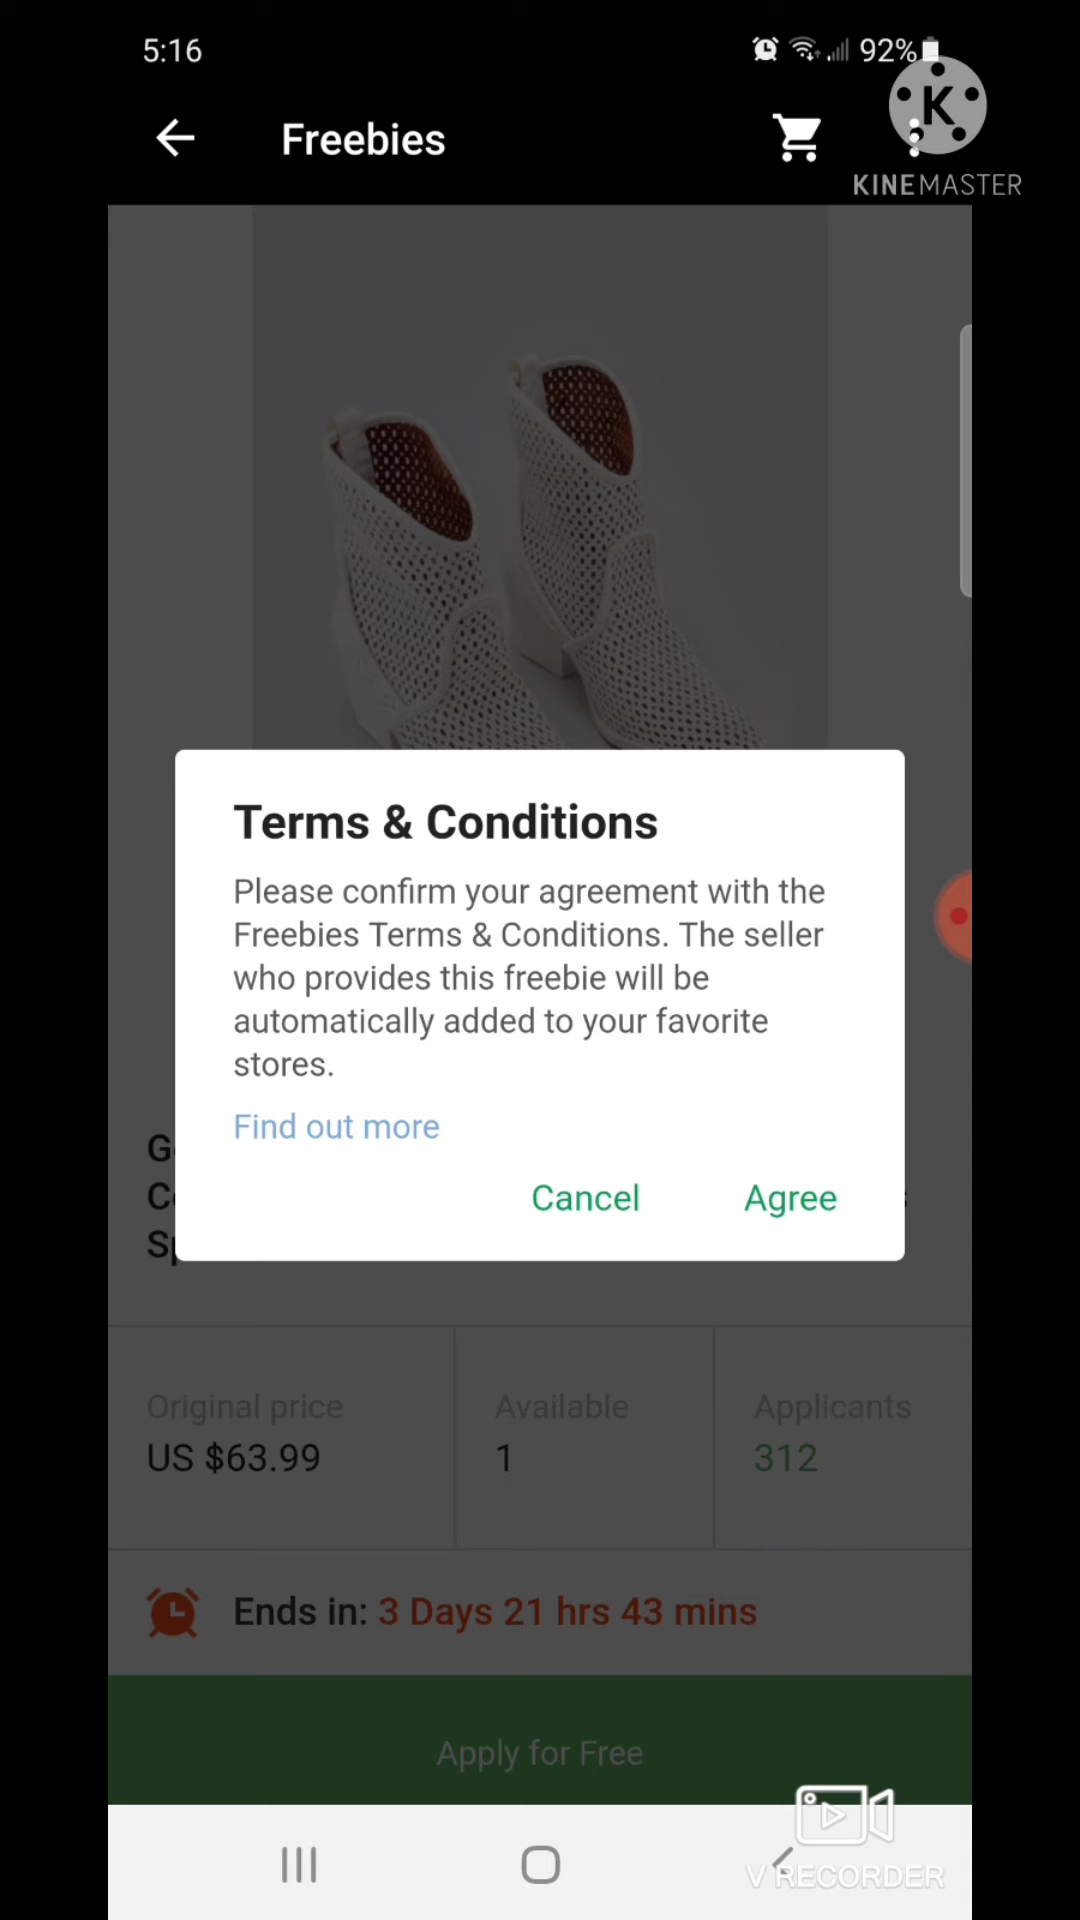 5:16
92%
Freebies
KINEMASTER
Terms & Conditions
Please confirm your agreement with the
Freebies Terms & Conditions. The seller
who provides this freebie will be
automatically added to your favorite
stores.
Find out more
Cancel Agree
Original price Available Applicants
US $63.99 1 312
Ends in: 3 Days 21 hrs 43 mins
Apply for Free
V RECORDER